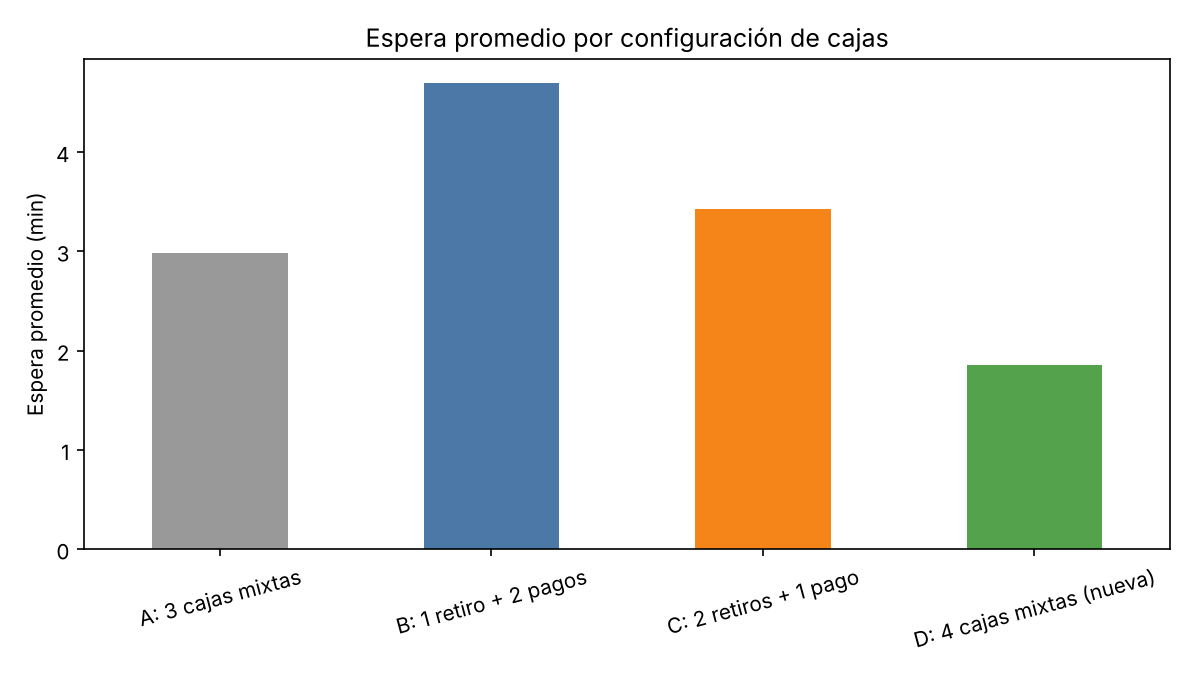 Espera promedio por configuración de cajas
Espera promedio (min)
4
3
2
1
0
A: 3 cajas mixtas
B: 1 retiro + 2 pagos
C: 2 retiros + 1 pago
D: 4 cajas mixtas (nueva)